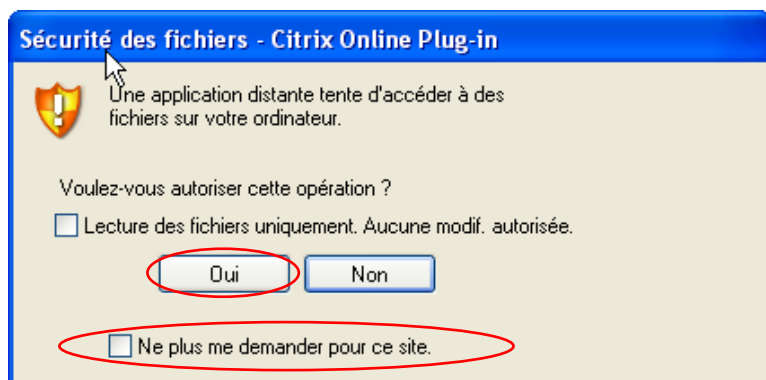 Sécurité des fichiers - Citrix Online Plug-in
Une application distante tente d'accéder à des
fichiers sur votre ordinateur.
Voulez-vous autoriser cette opération ?
Lecture des fichiers uniquement. Aucune modif. autorisée.
Oui Non
Ne plus me demander pour ce site.